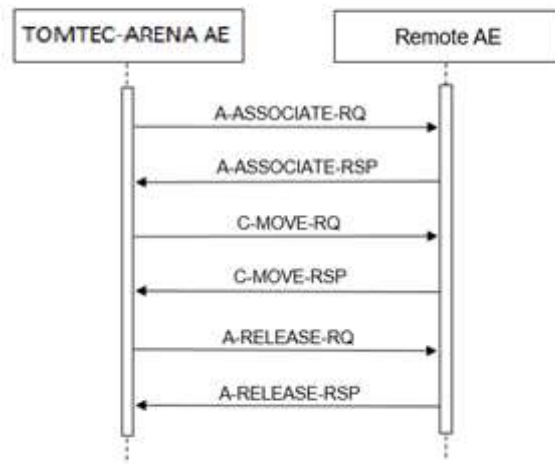 TOMTEC-ARENA AE
Remote AE
A-ASSOCIATE-RQ
A-ASSOCIATE-RSP
C-MOVE-RQ
C-MOVE-RSP
A-RELEASE-RQ
A-RELEASE-RSP